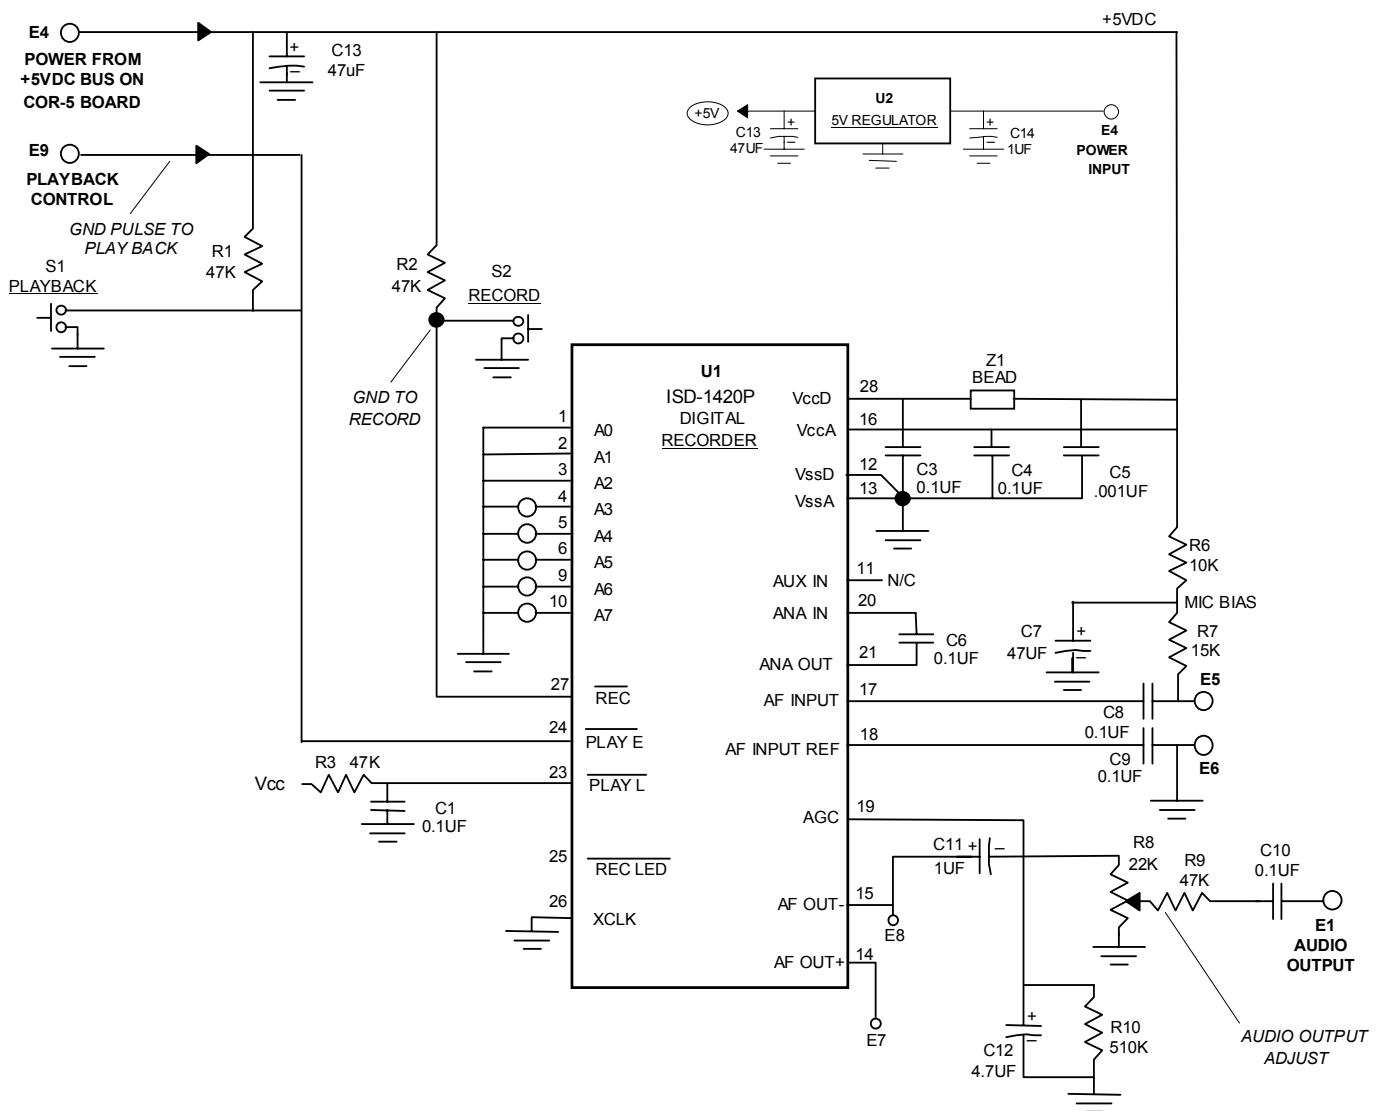 E4
POWER FROM
+5VDC BUS ON
COR-5 BOARD
+
C13
47uF
–
+5VDC
E9
PLAYBACK
CONTROL
GND PULSE TO
PLAY BACK
+5V
C13
47UF
+
–
U2
5V REGULATOR
+
–
C14
1UF
E4
POWER
INPUT
R1
47K
S1
PLAYBACK
R2
47K
S2
RECORD
GND TO
RECORD
U1
ISD-1420P
DIGITAL
RECORDER
1
A0
2
A1
3
A2
4
A3
5
A4
6
A5
9
A6
10
A7
27
REC
24
PLAY E
R3 47K
Vcc
23
PLAY L
C1
0.1UF
25
REC LED
26
XCLK
VccD
28
Z1
BEAD
VccA
16
VssD
12
VssA
13
C3
0.1UF
C4
0.1UF
C5
.001UF
AUX IN
11
N/C
ANA IN
20
ANA OUT
21
C6
0.1UF
R6
10K
MIC BIAS
C7
47UF
+
–
R7
15K
AF INPUT
17
C8
0.1UF
E5
AF INPUT REF
18
C9
0.1UF
E6
AGC
19
C11
1UF
+
–
R8
22K
R9
47K
C10
0.1UF
AF OUT-
15
E8
E1
AUDIO
OUTPUT
AF OUT+
14
E7
C12
4.7UF
+
–
R10
510K
AUDIO OUTPUT
ADJUST